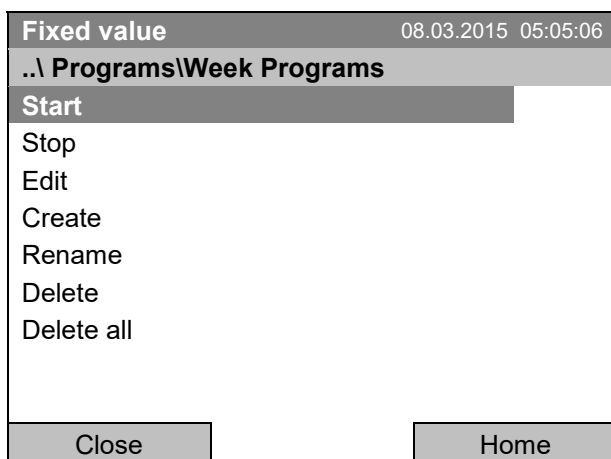 Fixed value 08.03.2015 05:05:06
..\ Programs\Week Programs
Start
Stop
Edit
Create
Rename
Delete
Delete all
Close Home